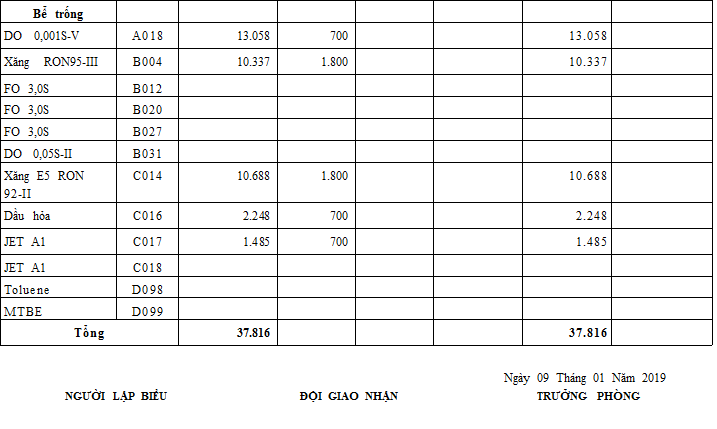 Bể trống
DO 0,001S-V A018 13.058 700 13.058
Xăng RON95-III B004 10.337 1.800 10.337
FO 3,0S B012
FO 3,0S B020
FO 3,0S B027
DO 0,05S-II B031
Xăng E5 RON C014 10.688 1.800 10.688
92-II
Dầu hỏa C016 2.248 700 2.248
JET A1 C017 1.485 700 1.485
JET A1 C018
Toluene D098
MTBE D099
Tổng 37.816 37.816
Ngày 09 Tháng 01 Năm 2019
NGƯỜI LẬP BIỂU ĐỘI GIAO NHẬN TRƯỞNG PHÒNG